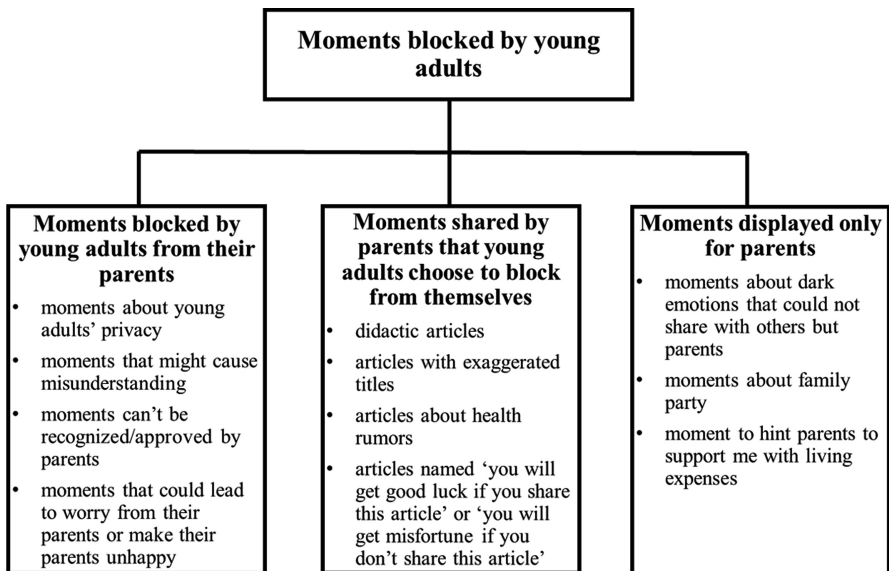 Moments blocked by young
adults
Moments blocked by
young adults from their
parents
• moments about young
adults’ privacy
• moments that might cause
misunderstanding
• moments can’t be
recognized/approved by
parents
• moments that could lead
to worry from their
parents or make their
parents unhappy
Moments shared by
parents that young
adults choose to block
from themselves
• didactic articles
• articles with exaggerated
titles
• articles about health
rumors
• articles named ‘you will
get good luck if you share
this article’ or ‘you will
get misfortune if you
don’t share this article’
Moments displayed only
for parents
• moments about dark
emotions that could not
share with others but
parents
• moments about family
party
• moment to hint parents to
support me with living
expenses